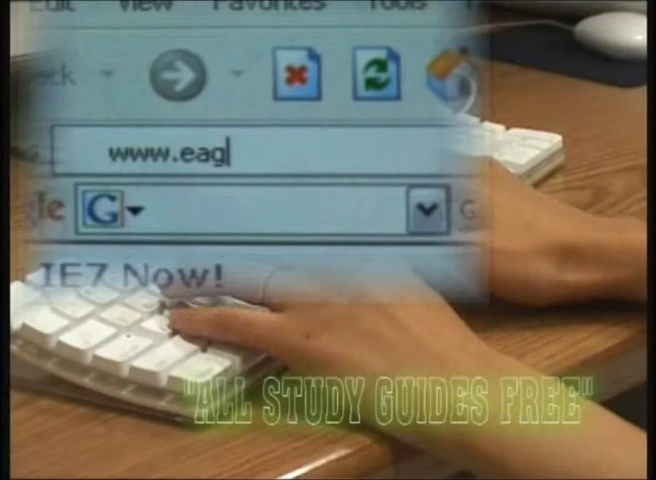 Edit View Favorites Tools
www.eag
G
IE7 Now!
"ALL STUDY GUIDES FREE"